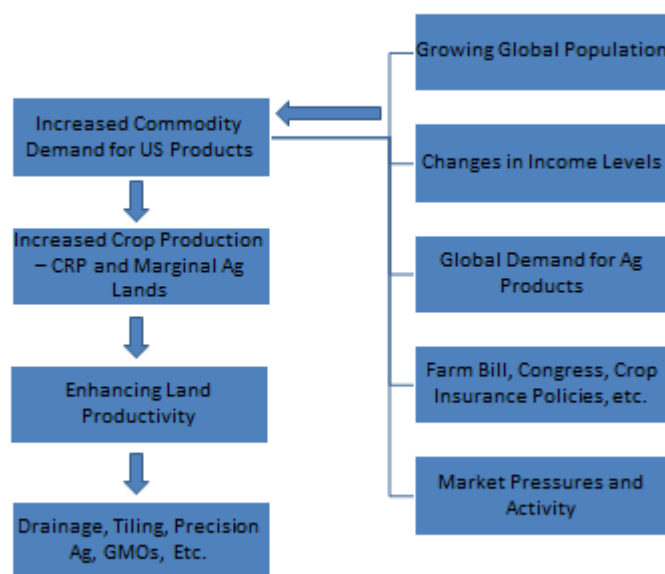 Increased Commodity
Demand for US Products
Increased Crop Production
– CRP and Marginal Ag
Lands
Enhancing Land
Productivity
Drainage, Tiling, Precision
Ag, GMOs, Etc.
Growing Global Population
Changes in Income Levels
Global Demand for Ag
Products
Farm Bill, Congress, Crop
Insurance Policies, etc.
Market Pressures and
Activity